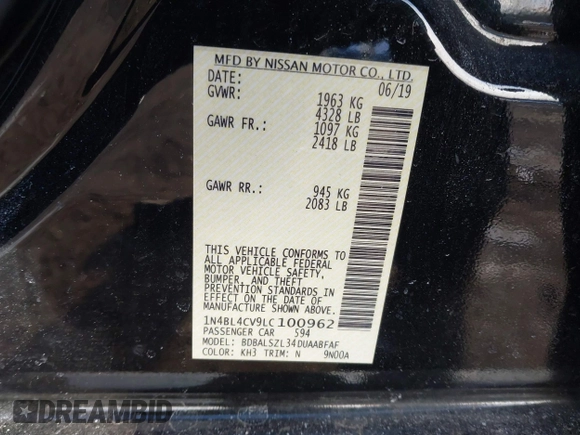 MFD BY NISSAN MOTOR CO., LTD.
DATE: 06/19
GVWR: 1963 KG
4328 LB
GAWR FR.: 1097 KG
2418 LB
GAWR RR.: 945 KG
2083 LB
THIS VEHICLE CONFORMS TO
ALL APPLICABLE FEDERAL
MOTOR VEHICLE SAFETY,
BUMPER, AND THEFT
PREVENTION STANDARDS IN
EFFECT ON THE DATE OF
MANUFACTURE SHOWN ABOVE.
1N4BL4CV9LC100962
PASSENGER CAR 594
MODEL: BDBALSZL34DUAABFAF
COLOR: KH3 TRIM: N 9N00A
DREAMBID